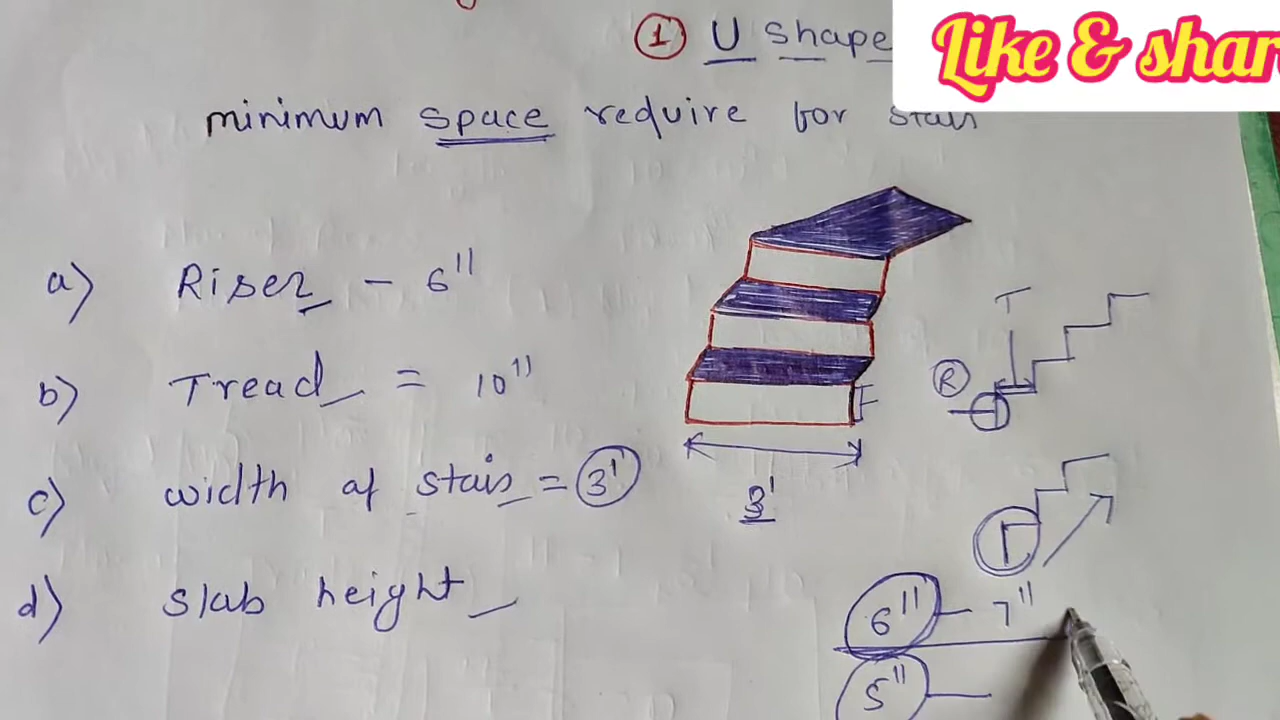 ① U shape
Like & shar
minimum space require for stair
a) Riser - 6"
b) Tread = 10"
c) width of stairs = 3'
d) slab height
3'
T
R
6" - 7"
5"